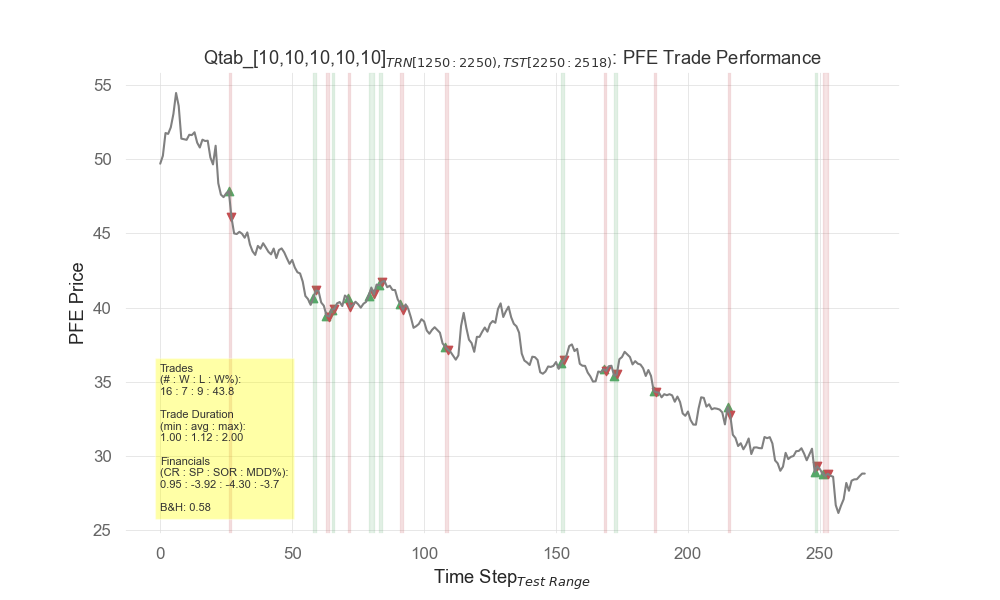 Qtab_[10,10,10,10,10]TRN[1250:2250),TST[2250:2518): PFE Trade Performance
55
50
45
40
35
30
25
PFE Price
Trades
(# : W : L : W%):
16 : 7 : 9 : 43.8
Trade Duration
(min : avg : max):
1.00 : 1.12 : 2.00
Financials
(CR : SP : SOR : MDD%):
0.95 : -3.92 : -4.30 : -3.7
B&H: 0.58
0 50 100 150 200 250
Time StepTest Range